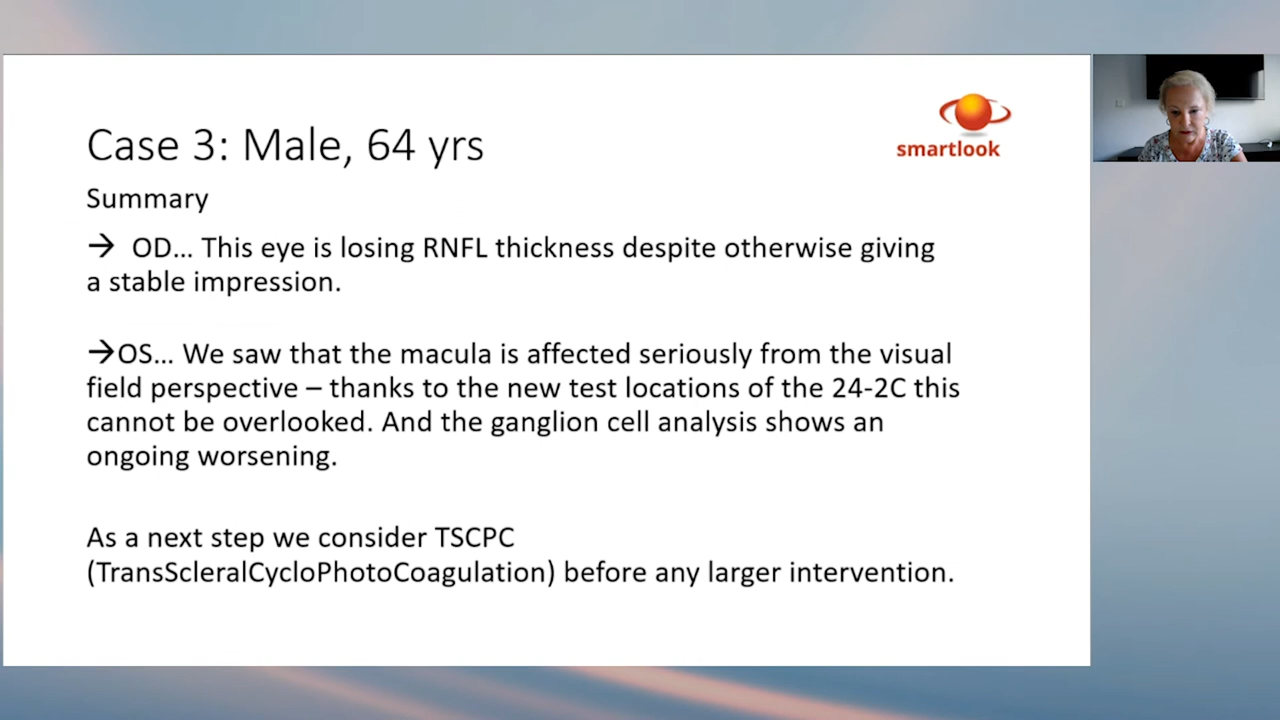 Case 3: Male, 64 yrs
smartlook
Summary
→ OD... This eye is losing RNFL thickness despite otherwise giving
a stable impression.
→OS... We saw that the macula is affected seriously from the visual
field perspective – thanks to the new test locations of the 24-2C this
cannot be overlooked. And the ganglion cell analysis shows an
ongoing worsening.
As a next step we consider TSCPC
(TransScleralCycloPhotoCoagulation) before any larger intervention.